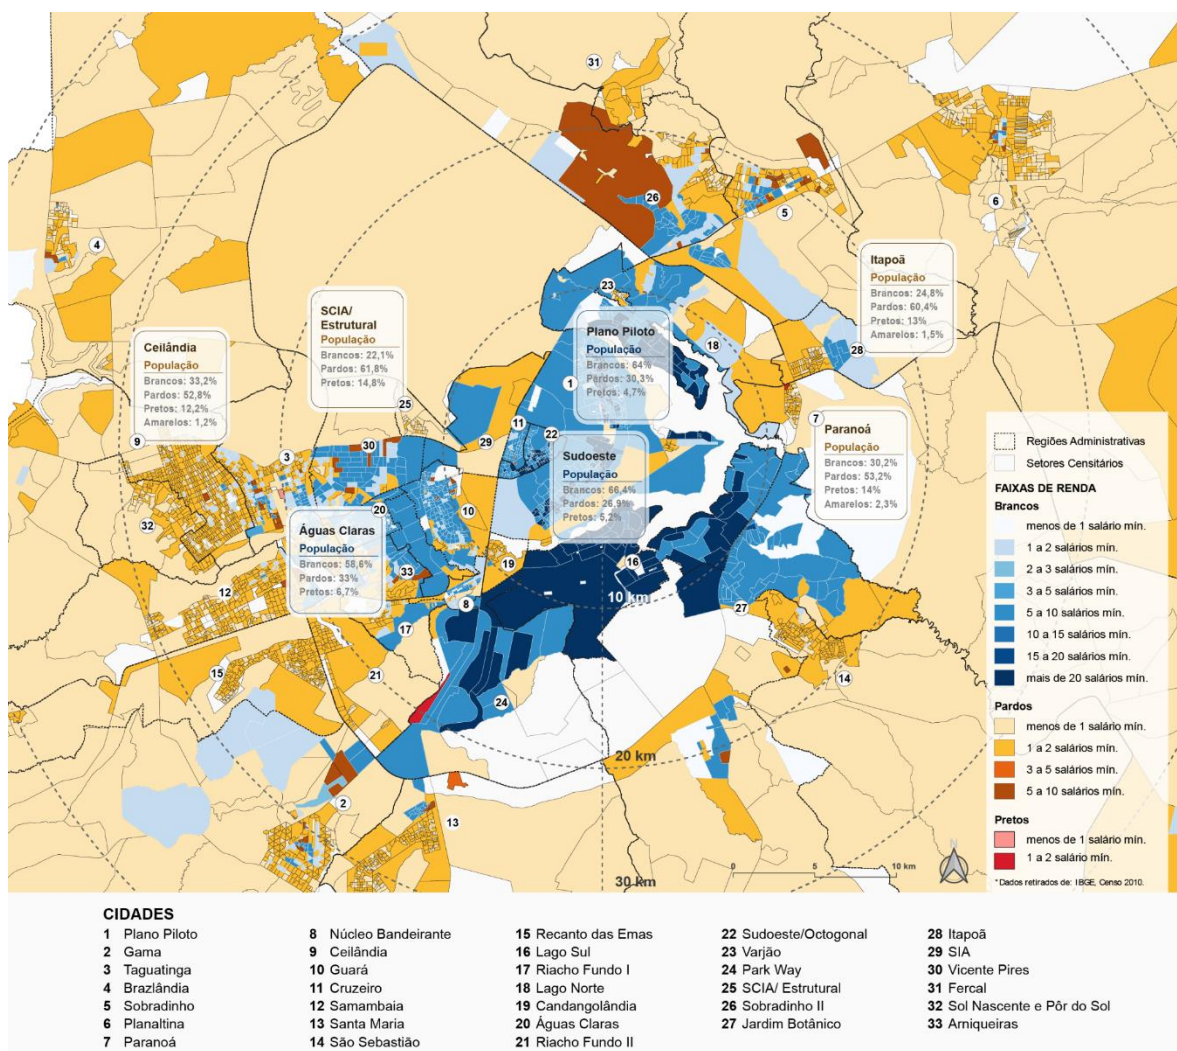 31
26
5
6
4
Itapoã
População
Brancos: 24,8%
Pardos: 60,4%
Pretos: 13%
Amarelos: 1,5%
23
SCIA/
Estrutural
População
Brancos: 22,1%
Pardos: 61,8%
Pretos: 14,8%
Plano Piloto
População
Brancos: 64%
Pardos: 30,3%
Pretos: 4,7%
18
28
Ceilândia
População
Brancos: 33,2%
Pardos: 52,8%
Pretos: 12,2%
Amarelos: 1,2%
1
25
7
11
22
29
9
30
3
Paranoá
População
Brancos: 30,2%
Pardos: 53,2%
Pretos: 14%
Amarelos: 2,3%
Sudoeste
População
Brancos: 66,4%
Pardos: 26,9%
Pretos: 5,2%
20
10
32
Águas Claras
População
Brancos: 58,6%
Pardos: 33%
Pretos: 6,7%
19
16
33
12
10 km
8
27
17
15
21
14
24
20 km
2
13
30 km
Regiões Administrativas
Setores Censitários
FAIXAS DE RENDA
Brancos
menos de 1 salário mín.
1 a 2 salários mín.
2 a 3 salários mín.
3 a 5 salários mín.
5 a 10 salários mín.
10 a 15 salários mín.
15 a 20 salários mín.
mais de 20 salários mín.
Pardos
menos de 1 salário mín.
1 a 2 salários mín.
3 a 5 salários mín.
5 a 10 salários mín.
Pretos
menos de 1 salário mín.
1 a 2 salário mín.
* Dados retirados de: IBGE, Censo 2010.
N
0 5 10 km
CIDADES
1 Plano Piloto
2 Gama
3 Taguatinga
4 Brazlândia
5 Sobradinho
6 Planaltina
7 Paranoá
8 Núcleo Bandeirante
9 Ceilândia
10 Guará
11 Cruzeiro
12 Samambaia
13 Santa Maria
14 São Sebastião
15 Recanto das Emas
16 Lago Sul
17 Riacho Fundo I
18 Lago Norte
19 Candangolândia
20 Águas Claras
21 Riacho Fundo II
22 Sudoeste/Octogonal
23 Varjão
24 Park Way
25 SCIA/ Estrutural
26 Sobradinho II
27 Jardim Botânico
28 Itapoã
29 SIA
30 Vicente Pires
31 Fercal
32 Sol Nascente e Pôr do Sol
33 Arniqueiras